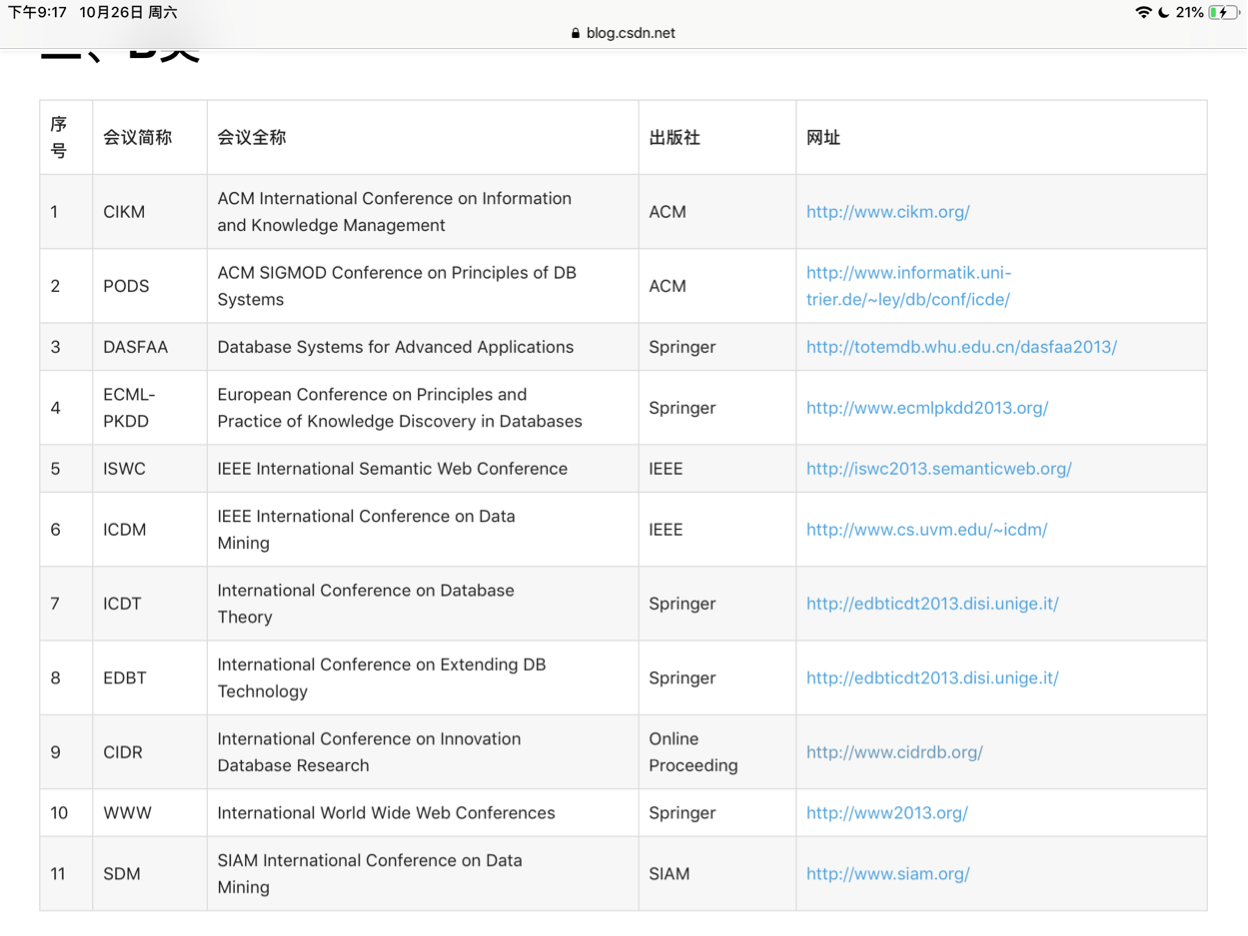 下午9:17 10月26日 周六
21%
blog.csdn.net
序
号
会议简称
会议全称
出版社
网址
1
CIKM
ACM International Conference on Information
and Knowledge Management
ACM
http://www.cikm.org/
2
PODS
ACM SIGMOD Conference on Principles of DB
Systems
ACM
http://www.informatik.uni-
trier.de/~ley/db/conf/icde/
3
DASFAA
Database Systems for Advanced Applications
Springer
http://totemdb.whu.edu.cn/dasfaa2013/
4
ECML-
PKDD
European Conference on Principles and
Practice of Knowledge Discovery in Databases
Springer
http://www.ecmlpkdd2013.org/
5
ISWC
IEEE International Semantic Web Conference
IEEE
http://iswc2013.semanticweb.org/
6
ICDM
IEEE International Conference on Data
Mining
IEEE
http://www.cs.uvm.edu/~icdm/
7
ICDT
International Conference on Database
Theory
Springer
http://edbticdt2013.disi.unige.it/
8
EDBT
International Conference on Extending DB
Technology
Springer
http://edbticdt2013.disi.unige.it/
9
CIDR
International Conference on Innovation
Database Research
Online
Proceeding
http://www.cidrdb.org/
10
WWW
International World Wide Web Conferences
Springer
http://www2013.org/
11
SDM
SIAM International Conference on Data
Mining
SIAM
http://www.siam.org/